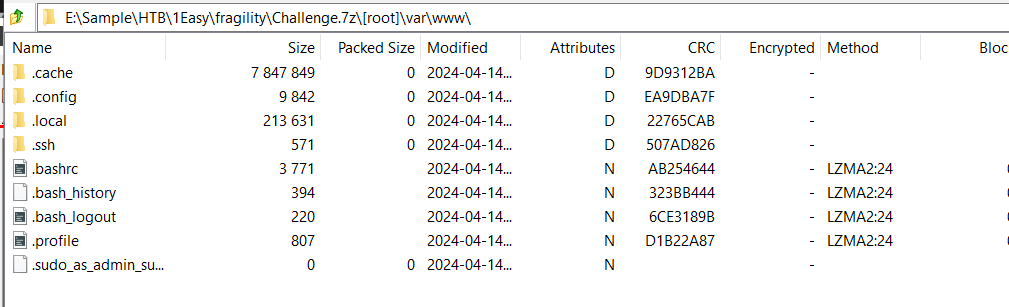 E:\Sample\HTB\1Easy\fragility\Challenge.7z\[root]\var\www\
Name Size Packed Size Modified Attributes CRC Encrypted Method Bloc
.cache 7 847 849 0 2024-04-14... D 9D9312BA -
.config 9 842 0 2024-04-14... D EA9DBA7F -
.local 213 631 0 2024-04-14... D 22765CAB -
.ssh 571 0 2024-04-14... D 507AD826 -
.bashrc 3 771 2024-04-14... N AB254644 - LZMA2:24
.bash_history 394 2024-04-14... N 323BB444 - LZMA2:24
.bash_logout 220 2024-04-14... N 6CE3189B - LZMA2:24
.profile 807 2024-04-14... N D1B22A87 - LZMA2:24
.sudo_as_admin_su... 0 0 2024-04-14... N -